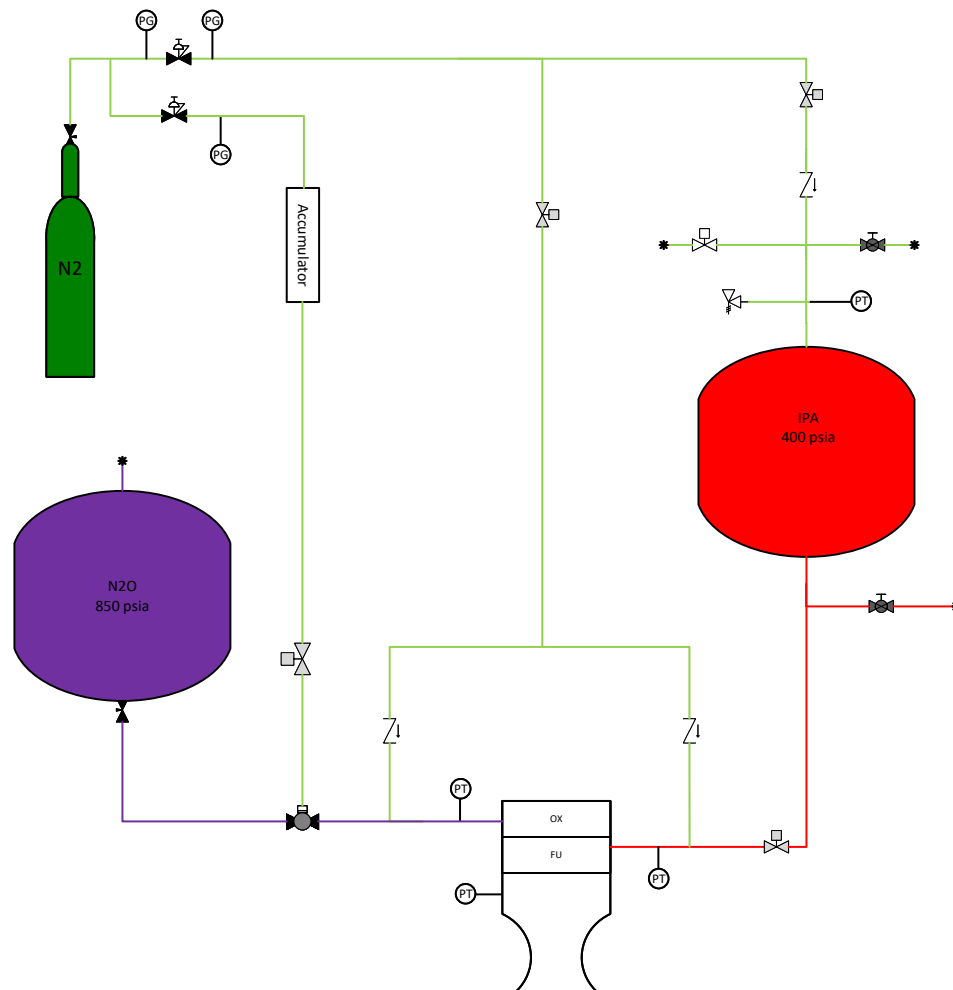 PG
PG
PG
Accumulator
N2
PT
IPA
400 psia
N2O
850 psia
PT
OX
FU
PT
PT